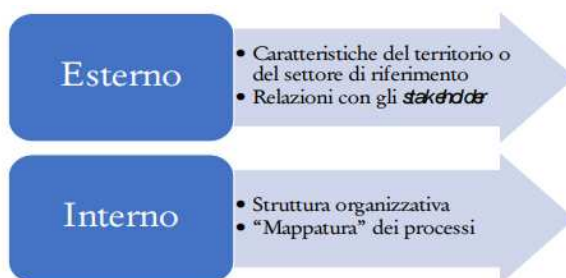 Esterno
• Caratteristiche del territorio o
del settore di riferimento
• Relazioni con gli stakeholder
Interno
• Struttura organizzativa
• “Mappatura” dei processi